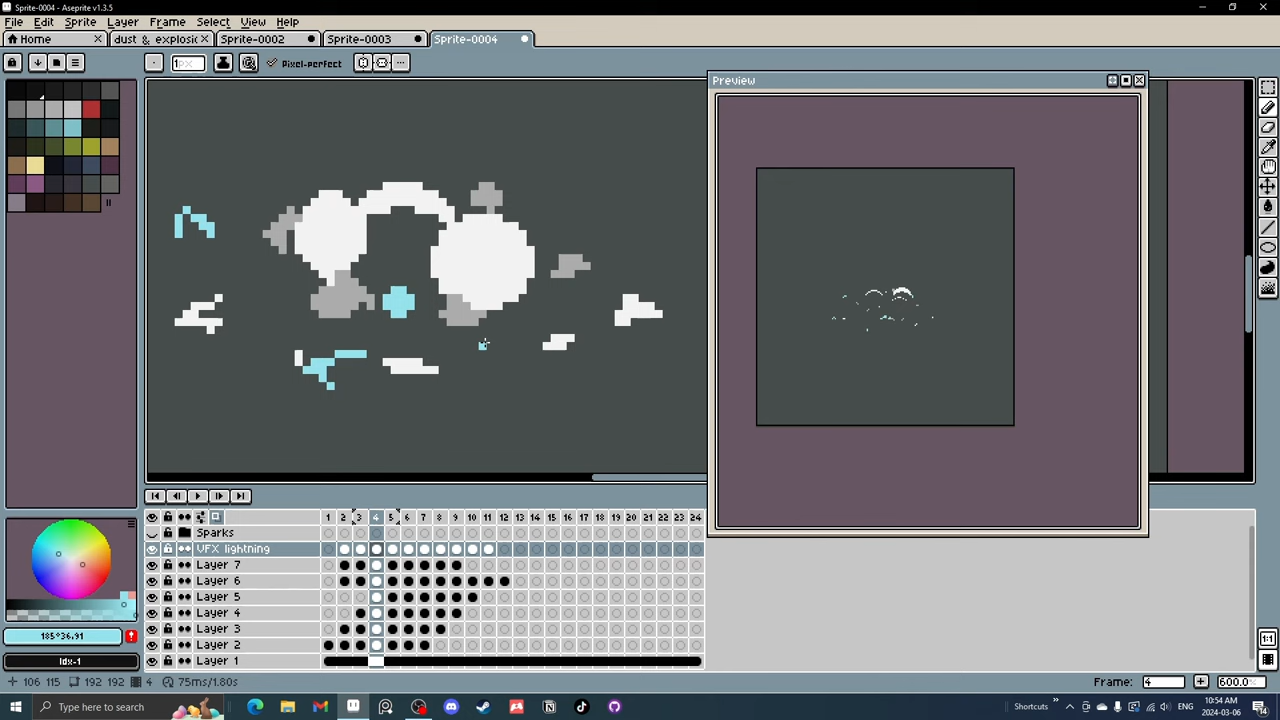 Sprite-0004 - Aseprite v1.3.5
File Edit Sprite Layer Frame Select View Help
Home dust & explosic Sprite-0002 Sprite-0003 Sprite-0004
1px Pixel-perfect
Preview
1 2 3 4 5 6 7 8 9 10 11 12 13 14 15 16 17 18 19 20 21 22 23 24
Sparks
VFX lightning
Layer 7
Layer 6
Layer 5
Layer 4
Layer 3
Layer 2
Layer 1
185°36.91
Idx-1
1:1
106 115 192 192 4 75ms/1.80s
Frame: 4 600.0%
Type here to search
Shortcuts
10:54 AM
2024-03-06